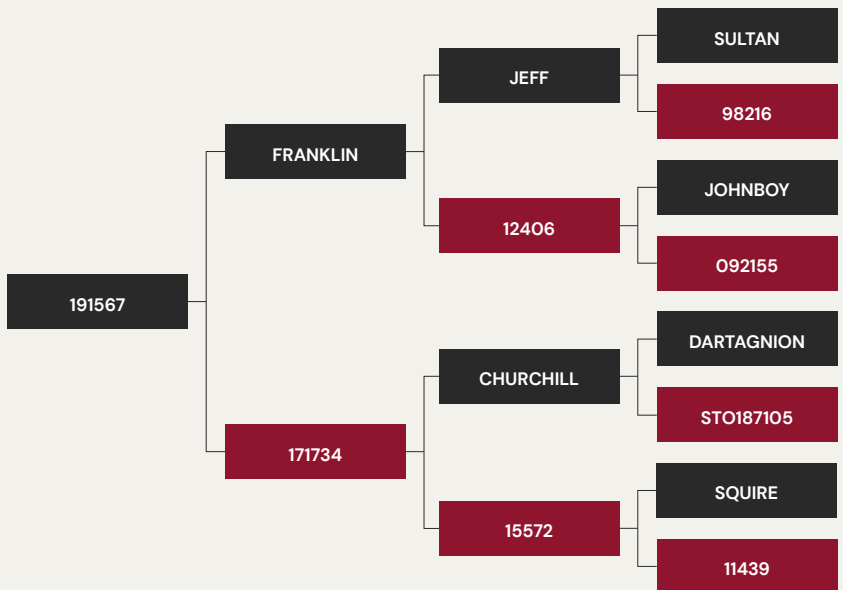 SULTAN
JEFF
98216
FRANKLIN
JOHNBOY
12406
092155
191567
DARTAGNION
CHURCHILL
STO187105
171734
SQUIRE
15572
11439